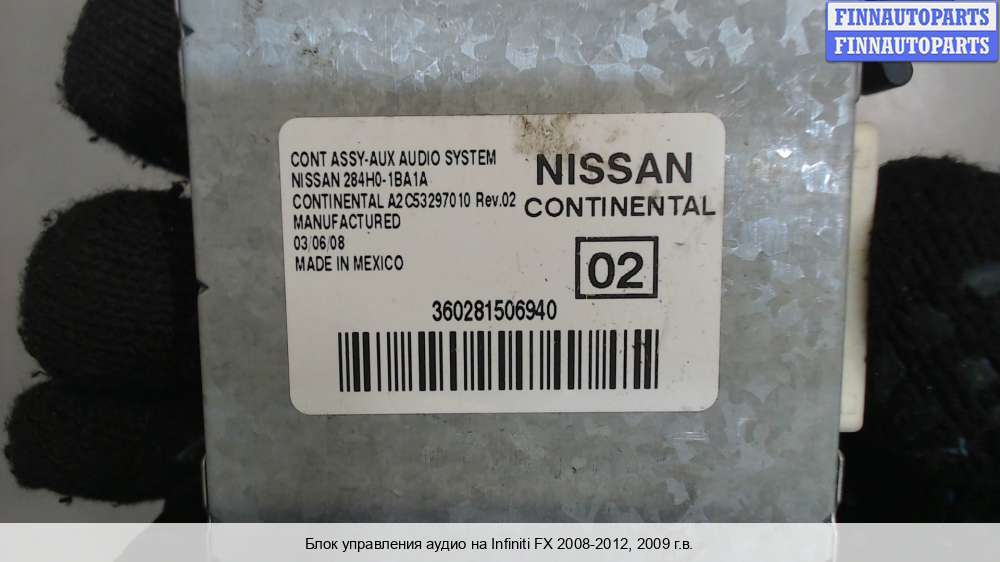 FINNAUTOPARTS
FINNAUTOPARTS
CONT ASSY-AUX AUDIO SYSTEM
NISSAN 284H0-1BA1A
CONTINENTAL A2C53297010 Rev.02
MANUFACTURED
03/06/08
MADE IN MEXICO
NISSAN
CONTINENTAL
02
360281506940
Блок управления аудио на Infiniti FX 2008-2012, 2009 г.в.